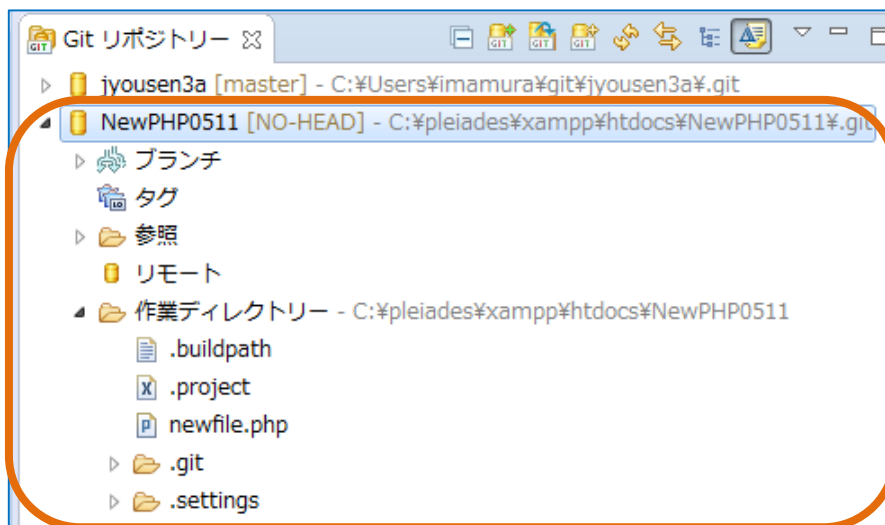 Git リポジトリー
jyousen3a [master] - C:¥Users¥imamura¥git¥jyousen3a¥.git
NewPHP0511 [NO-HEAD] - C:¥pleiades¥xampp¥htdocs¥NewPHP0511¥.git
ブランチ
タグ
参照
リモート
作業ディレクトリー - C:¥pleiades¥xampp¥htdocs¥NewPHP0511
.buildpath
.project
newfile.php
.git
.settings